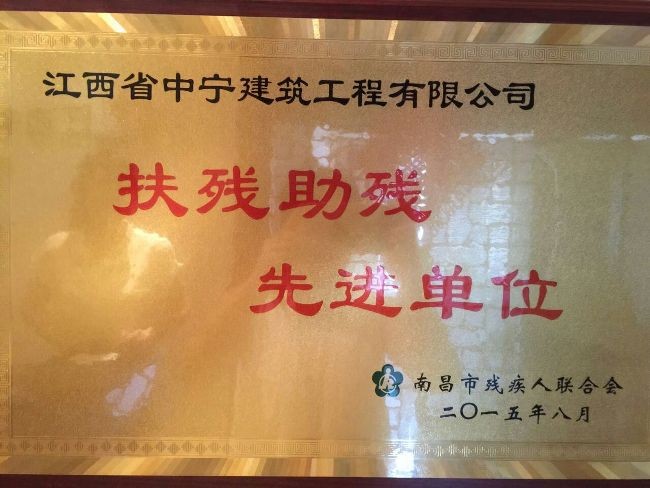 江西省中宁建筑工程有限公司
扶残助残
先进单位
南昌市残疾人联合会
二〇一五年八月